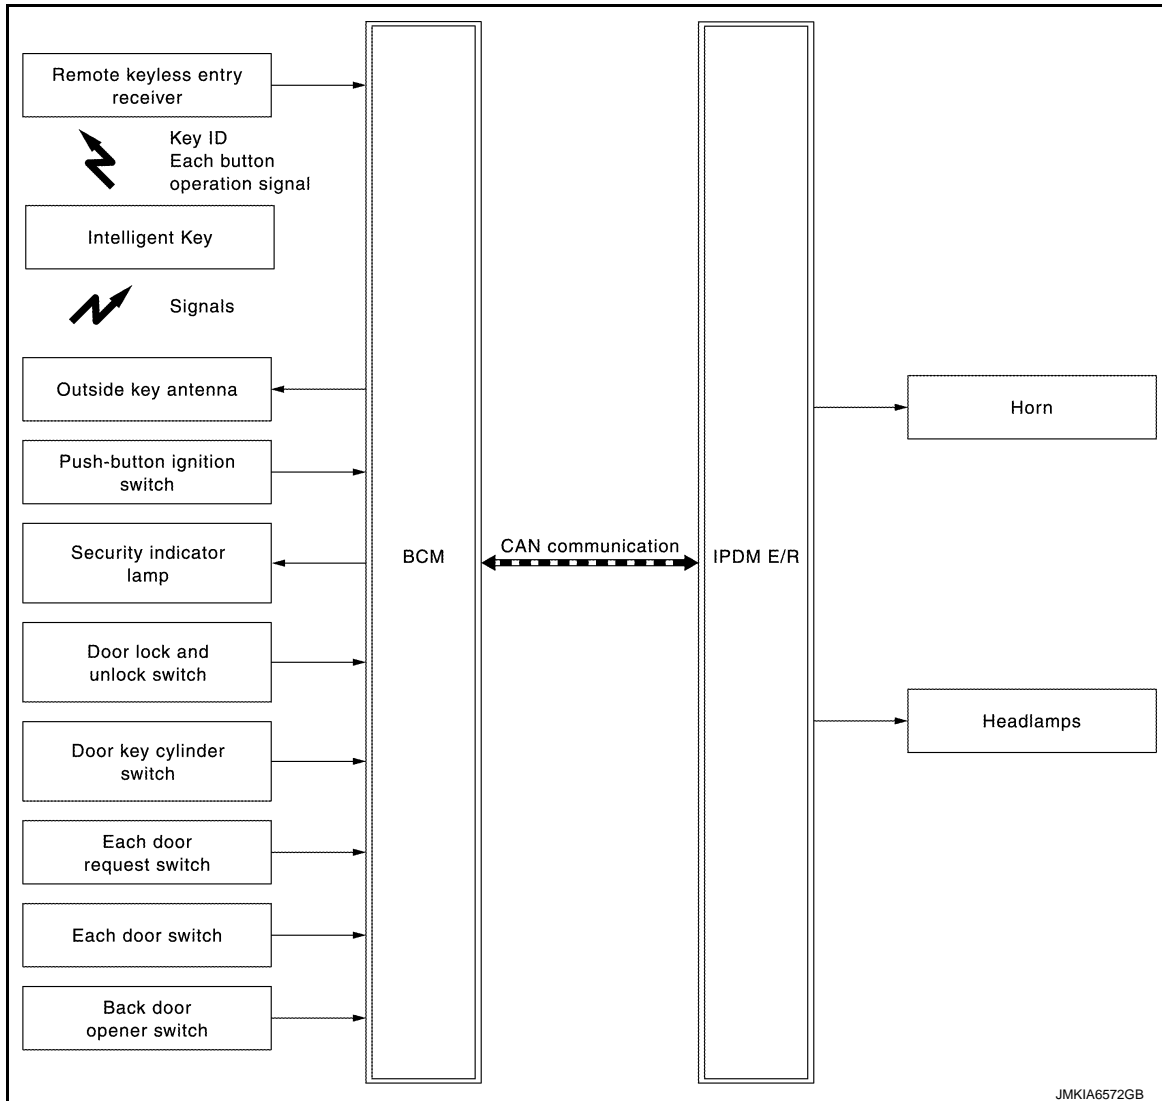 Remote keyless entry
receiver
Key ID
Each button
operation signal
Intelligent Key
Signals
Outside key antenna
Push-button ignition
switch
Security indicator
lamp
Door lock and
unlock switch
Door key cylinder
switch
Each door
request switch
Each door switch
Back door
opener switch
BCM
CAN communication
IPDM E/R
Horn
Headlamps
JMKIA6572GB